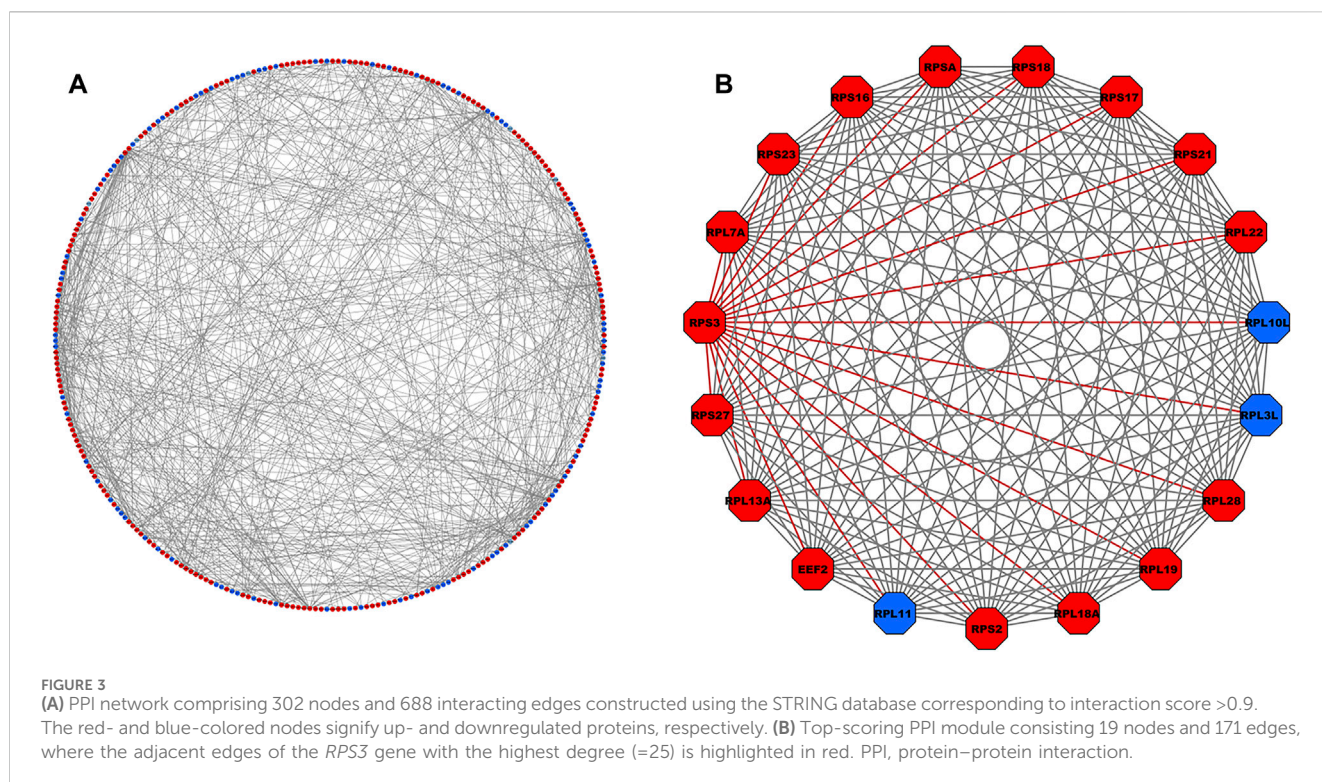 A
B
RPSA
RPS18
RPS16
RPS17
RPS23
RPS21
RPL7A
RPL22
RPS3
RPL10L
RPS27
RPL3L
RPL13A
RPL28
EEF2
RPL19
RPL11
RPS2
RPL18A
FIGURE 3
(A) PPI network comprising 302 nodes and 688 interacting edges constructed using the STRING database corresponding to interaction score >0.9.
The red- and blue-colored nodes signify up- and downregulated proteins, respectively. (B) Top-scoring PPI module consisting 19 nodes and 171 edges,
where the adjacent edges of the RPS3 gene with the highest degree (=25) is highlighted in red. PPI, protein–protein interaction.